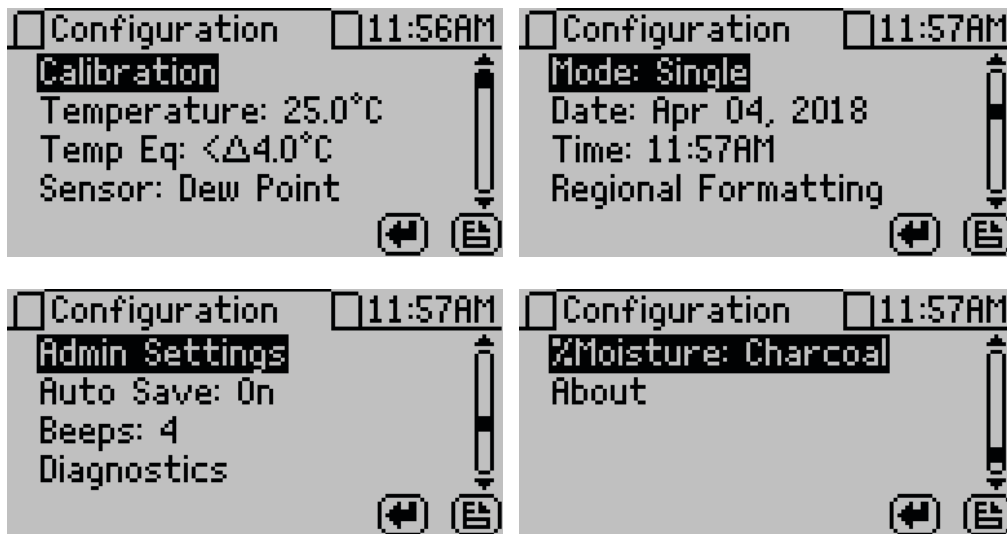 Configuration 11:56AM
Calibration
Temperature: 25.0°C
Temp Eq: <△4.0°C
Sensor: Dew Point
Configuration 11:57AM
Mode: Single
Date: Apr 04, 2018
Time: 11:57AM
Regional Formatting
Configuration 11:57AM
Admin Settings
Auto Save: On
Beeps: 4
Diagnostics
Configuration 11:57AM
%Moisture: Charcoal
About